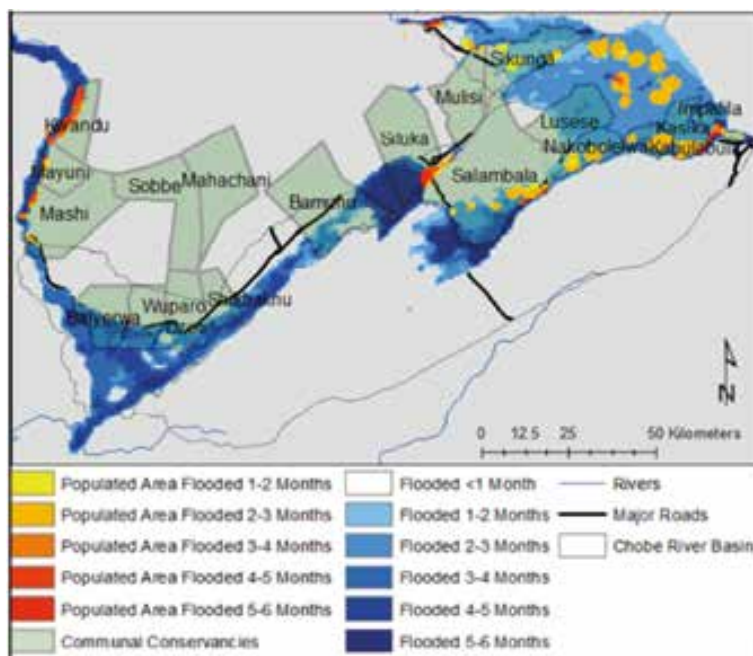 Sikunga
Mulisi
Impalila
Kwandu
Situka
Lusese
Kasika
Nakobolelwa
Kabulabula
Mayuni
Sobbe
Mahachani
Salambala
Mashi
Bamunu
Wuparo
Balyerwa
N
0 12.5 25 50 Kilometers
Populated Area Flooded 1-2 Months
Populated Area Flooded 2-3 Months
Populated Area Flooded 3-4 Months
Populated Area Flooded 4-5 Months
Populated Area Flooded 5-6 Months
Communal Conservancies
Flooded <1 Month
Flooded 1-2 Months
Flooded 2-3 Months
Flooded 3-4 Months
Flooded 4-5 Months
Flooded 5-6 Months
Rivers
Major Roads
Chobe River Basin